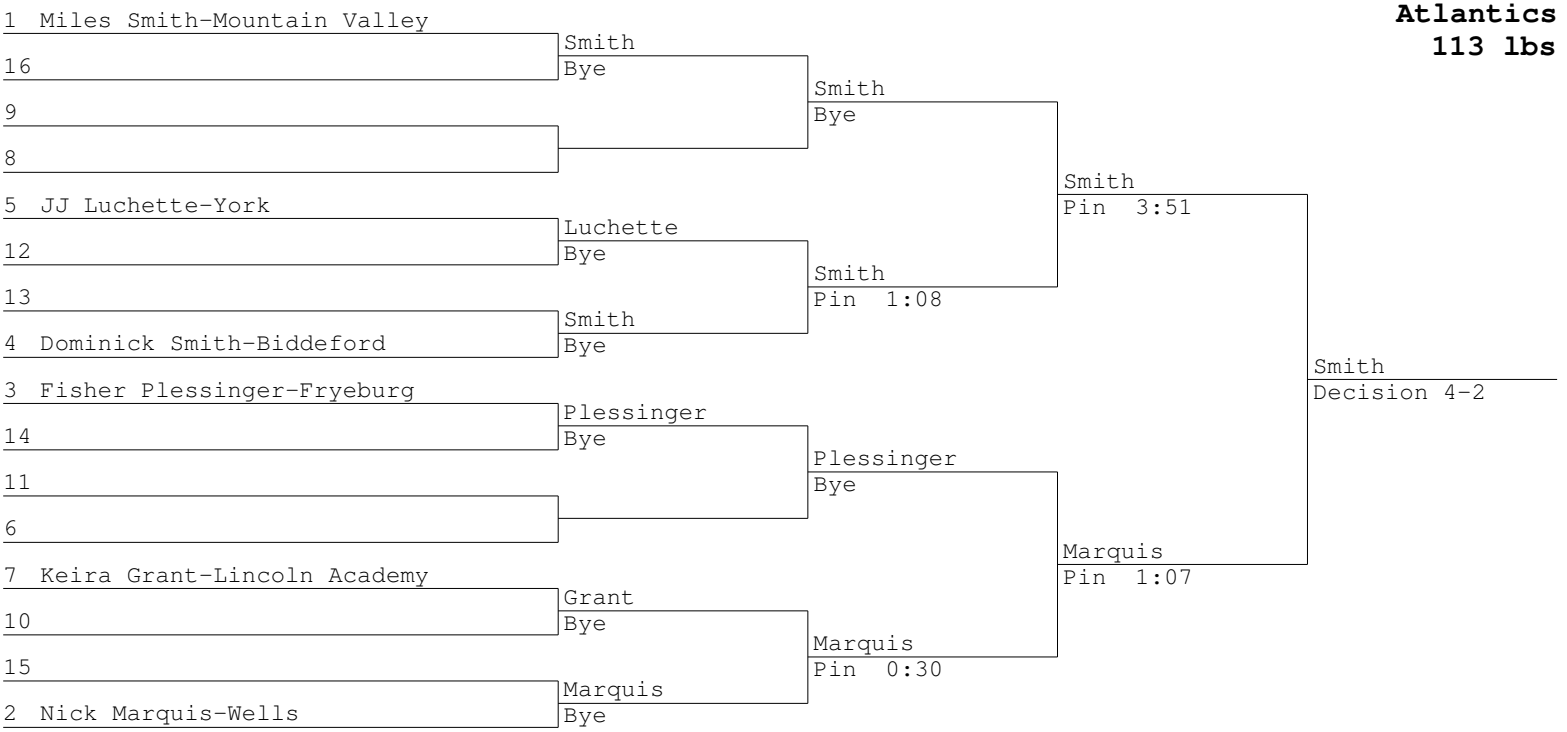 Atlantics
113 lbs
1 Miles Smith-Mountain Valley
16
9
8
5 JJ Luchette-York
12
13
4 Dominick Smith-Biddeford
3 Fisher Plessinger-Fryeburg
14
11
6
7 Keira Grant-Lincoln Academy
10
15
2 Nick Marquis-Wells
Smith
Bye
Luchette
Bye
Smith
Bye
Plessinger
Bye
Grant
Bye
Marquis
Bye
Smith
Bye
Smith
Pin 1:08
Plessinger
Bye
Marquis
Pin 0:30
Smith
Pin 3:51
Marquis
Pin 1:07
Smith
Decision 4-2